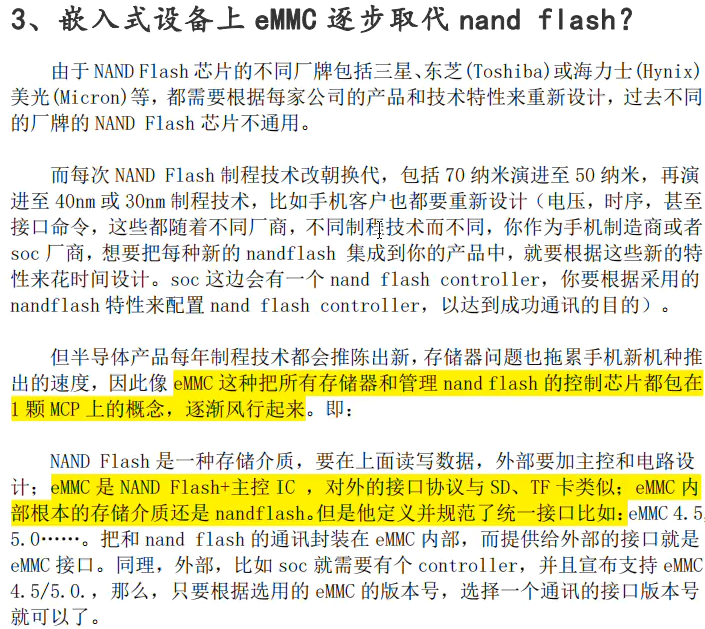 3、嵌入式设备上 eMMC 逐步取代 nand flash？
由于 NAND Flash 芯片的不同厂牌包括三星、东芝(Toshiba)或海力士(Hynix)
美光(Micron)等，都需要根据每家公司的产品和技术特性来重新设计，过去不同
的厂牌的 NAND Flash 芯片不通用。
而每次 NAND Flash 制程技术改朝换代，包括 70 纳米演进至 50 纳米，再演
进至 40nm 或 30nm 制程技术，比如手机客户也都要重新设计（电压，时序，甚至
接口命令，这些都随着不同厂商，不同制程技术而不同，你作为手机制造商或者
soc 厂商，想要把每种新的 nandflash 集成到你的产品中，就要根据这些新的特
性来花时间设计。soc 这边会有一个 nand flash controller，你要根据采用的
nandflash 特性来配置 nand flash controller，以达到成功通讯的目的）。
但半导体产品每年制程技术都会推陈出新，存储器问题也拖累手机新机种推
出的速度，因此像 eMMC 这种把所有存储器和管理 nand flash 的控制芯片都包在
1 颗 MCP 上的概念，逐渐风行起来。即：
NAND Flash 是一种存储介质，要在上面读写数据，外部要加主控和电路设
计；eMMC 是 NAND Flash+主控 IC ，对外的接口协议与 SD、TF 卡类似；eMMC 内
部根本的存储介质还是 nandflash。但是他定义并规范了统一接口比如：eMMC 4.5,
5.0……。把和 nand flash 的通讯封装在 eMMC 内部，而提供给外部的接口就是
eMMC 接口。同理，外部，比如 soc 就需要有个 controller，并且宣布支持 eMMC
4.5/5.0.，那么，只要根据选用的 eMMC 的版本号，选择一个通讯的接口版本号
就可以了。